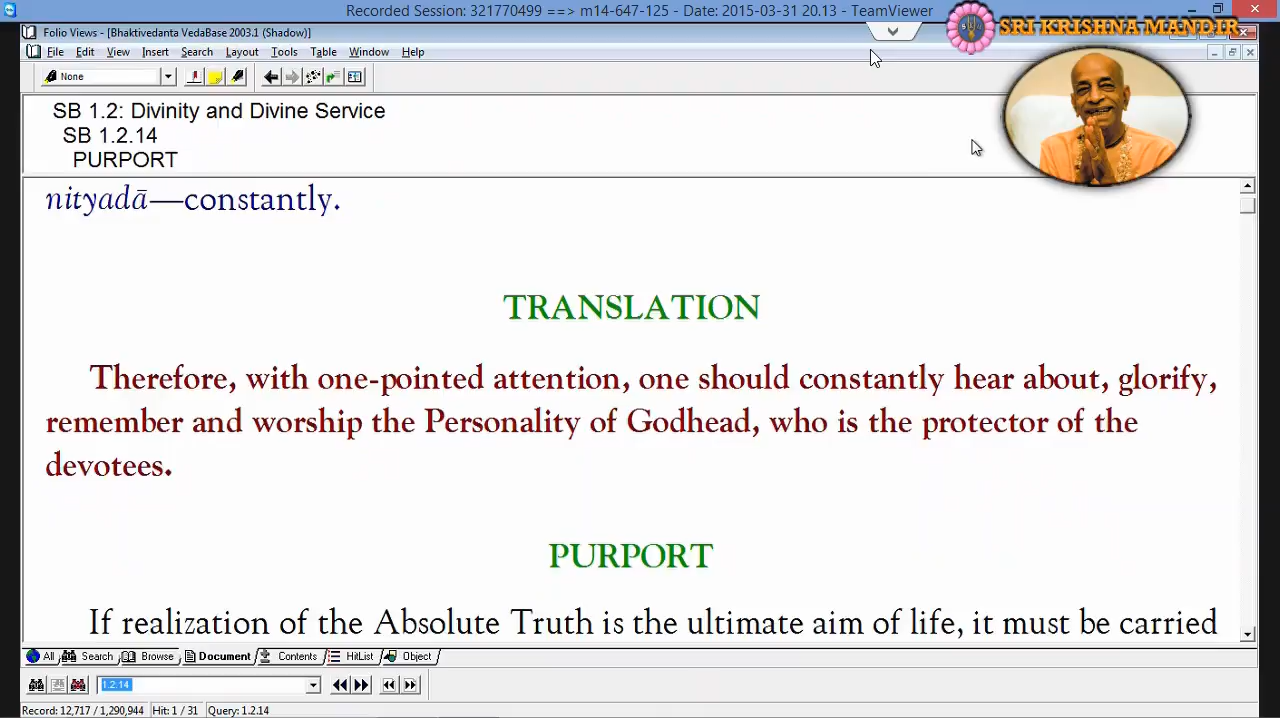 Recorded Session: 321770499 ==> m14-647-125 - Date: 2015-03-31 20.13 - TeamViewer
SRI KRISHNA MANDIR
Folio Views - [Bhaktivedanta VedaBase 2003.1 (Shadow)]
File Edit View Insert Search Layout Tools Table Window Help
None
SB 1.2: Divinity and Divine Service
SB 1.2.14
PURPORT
nityadā—constantly.
TRANSLATION
Therefore, with one-pointed attention, one should constantly hear about, glorify,
remember and worship the Personality of Godhead, who is the protector of the
devotees.
PURPORT
If realization of the Absolute Truth is the ultimate aim of life, it must be carried
All Search Browse Document Contents HitList Object
1.2.14
Record: 12,717 / 1,290,944 Hit: 1 / 31 Query: 1.2.14